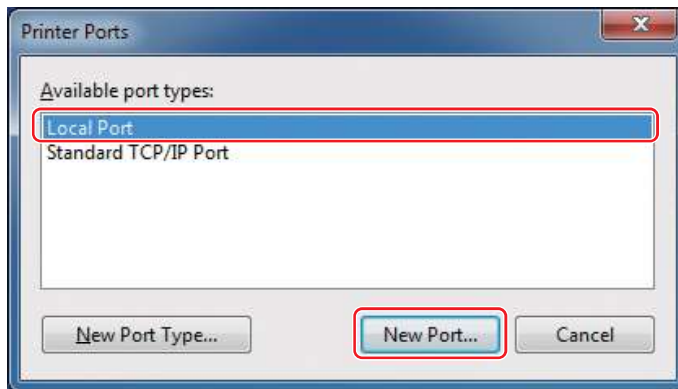 Printer Ports
Available port types:
Local Port
Standard TCP/IP Port
New Port Type...
New Port...
Cancel